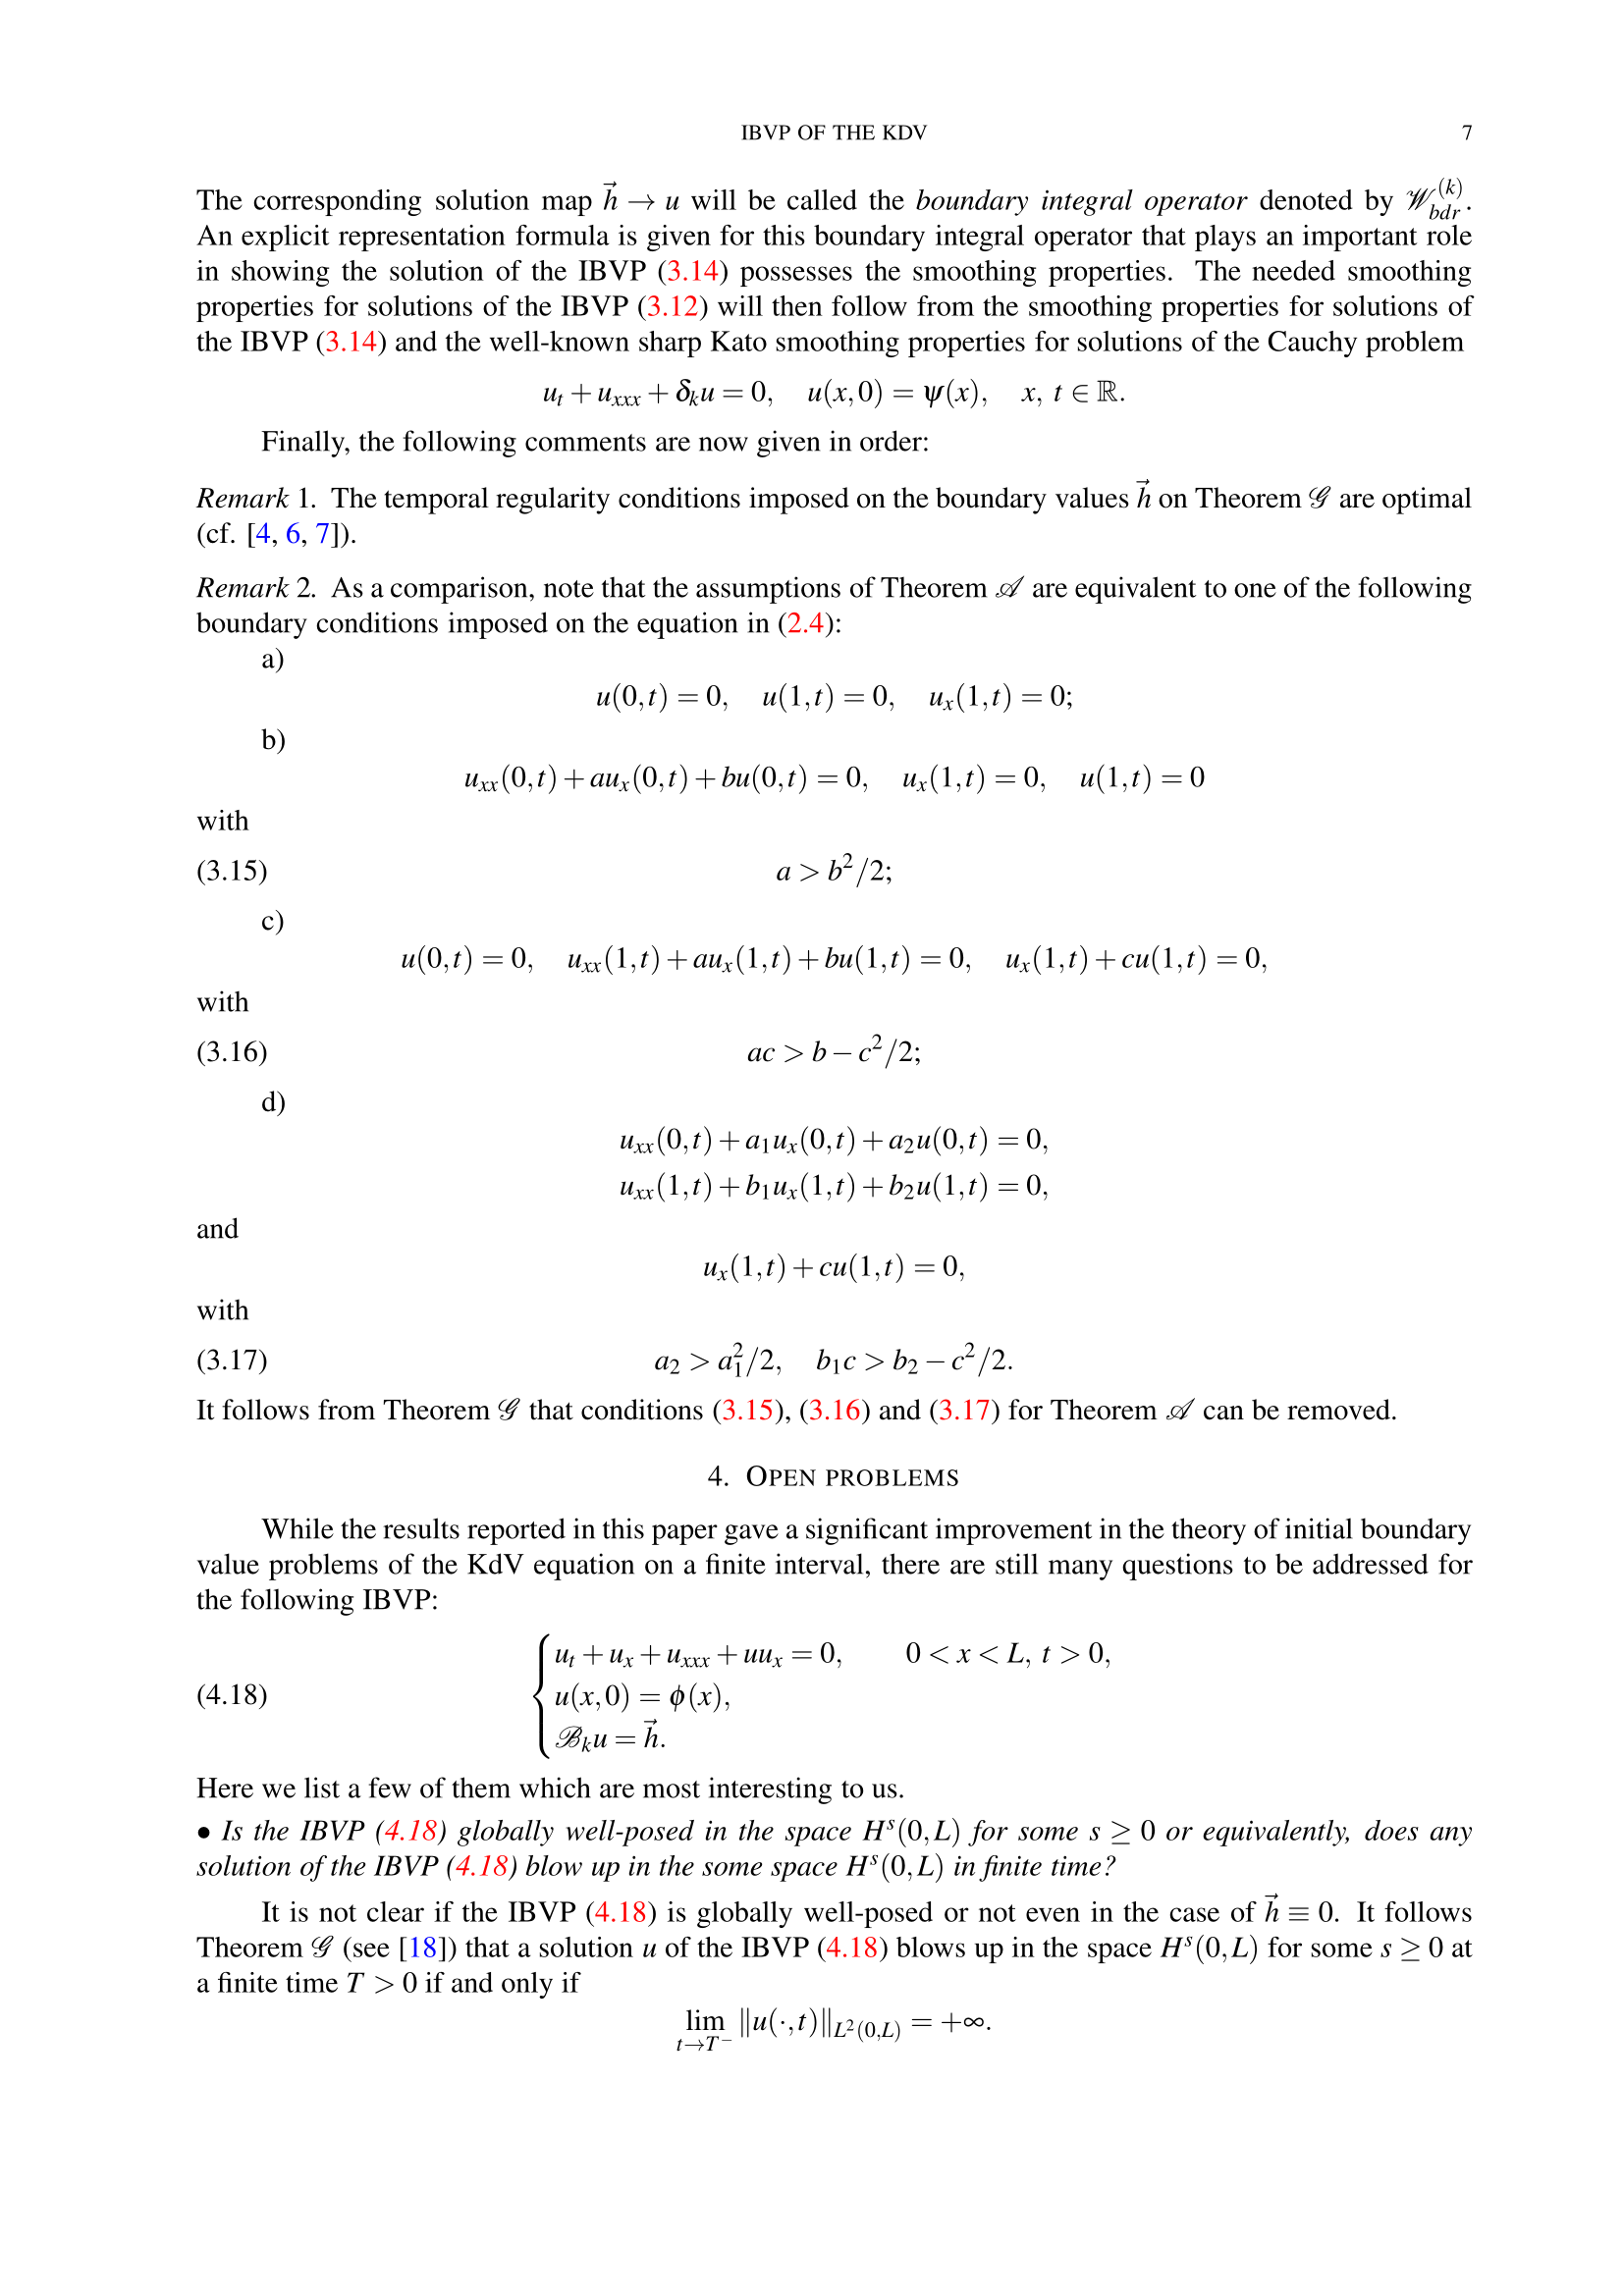 IBVP OF THE KDV 7
The corresponding solution map $\vec{h} \to u$ will be called the boundary integral operator denoted by $\mathscr{W}_{bdr}^{(k)}$.
An explicit representation formula is given for this boundary integral operator that plays an important role
in showing the solution of the IBVP (3.14) possesses the smoothing properties. The needed smoothing
properties for solutions of the IBVP (3.12) will then follow from the smoothing properties for solutions of
the IBVP (3.14) and the well-known sharp Kato smoothing properties for solutions of the Cauchy problem
$u_t + u_{xxx} + \delta_k u = 0, \quad u(x,0) = \psi(x), \quad x, t \in \mathbb{R}.$
Finally, the following comments are now given in order:
Remark 1. The temporal regularity conditions imposed on the boundary values $\vec{h}$ on Theorem $\mathscr{G}$ are optimal
(cf. [4, 6, 7]).
Remark 2. As a comparison, note that the assumptions of Theorem $\mathscr{A}$ are equivalent to one of the following
boundary conditions imposed on the equation in (2.4):
a)
$u(0,t) = 0, \quad u(1,t) = 0, \quad u_x(1,t) = 0;$
b)
$u_{xx}(0,t) + au_x(0,t) + bu(0,t) = 0, \quad u_x(1,t) = 0, \quad u(1,t) = 0$
with
(3.15) $a > b^2/2;$
c)
$u(0,t) = 0, \quad u_{xx}(1,t) + au_x(1,t) + bu(1,t) = 0, \quad u_x(1,t) + cu(1,t) = 0,$
with
(3.16) $ac > b - c^2/2;$
d)
$u_{xx}(0,t) + a_1u_x(0,t) + a_2u(0,t) = 0,$
$u_{xx}(1,t) + b_1u_x(1,t) + b_2u(1,t) = 0,$
and
$u_x(1,t) + cu(1,t) = 0,$
with
(3.17) $a_2 > a_1^2/2, \quad b_1c > b_2 - c^2/2.$
It follows from Theorem $\mathscr{G}$ that conditions (3.15), (3.16) and (3.17) for Theorem $\mathscr{A}$ can be removed.
4. OPEN PROBLEMS
While the results reported in this paper gave a significant improvement in the theory of initial boundary
value problems of the KdV equation on a finite interval, there are still many questions to be addressed for
the following IBVP:
(4.18) $\begin{cases} u_t + u_x + u_{xxx} + uu_x = 0, \qquad 0 < x < L, \ t > 0, \\ u(x,0) = \phi(x), \\ \mathscr{B}_k u = \vec{h}. \end{cases}$
Here we list a few of them which are most interesting to us.
• Is the IBVP (4.18) globally well-posed in the space $H^s(0,L)$ for some $s \geq 0$ or equivalently, does any
solution of the IBVP (4.18) blow up in the some space $H^s(0,L)$ in finite time?
It is not clear if the IBVP (4.18) is globally well-posed or not even in the case of $\vec{h} \equiv 0$. It follows
Theorem $\mathscr{G}$ (see [18]) that a solution $u$ of the IBVP (4.18) blows up in the space $H^s(0,L)$ for some $s \geq 0$ at
a finite time $T > 0$ if and only if
$\lim_{t \to T^-} \|u(\cdot,t)\|_{L^2(0,L)} = +\infty.$